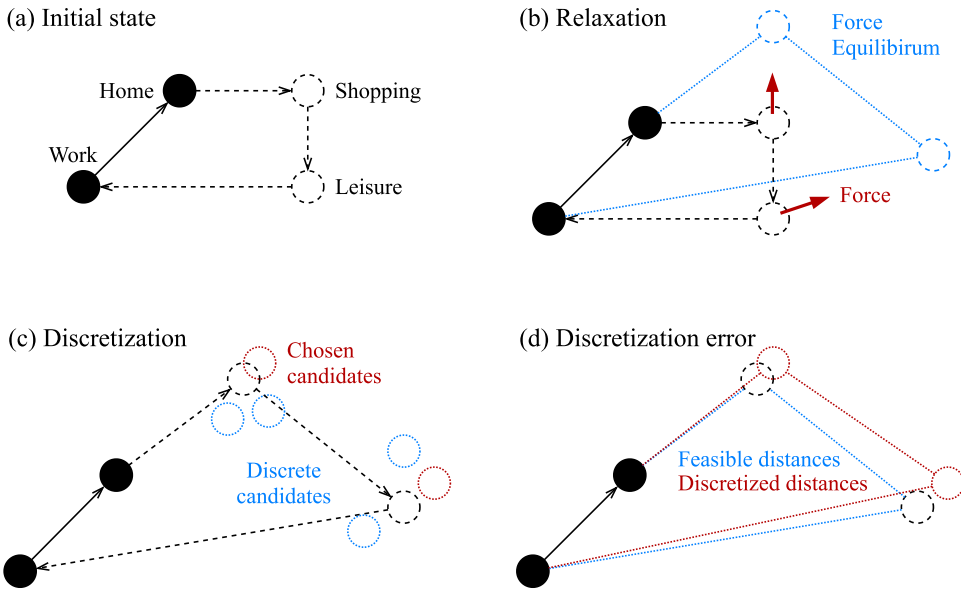 (a) Initial state
Home
Shopping
Work
Leisure
(b) Relaxation
Force
Equilibirum
Force
(c) Discretization
Chosen
candidates
Discrete
candidates
(d) Discretization error
Feasible distances
Discretized distances